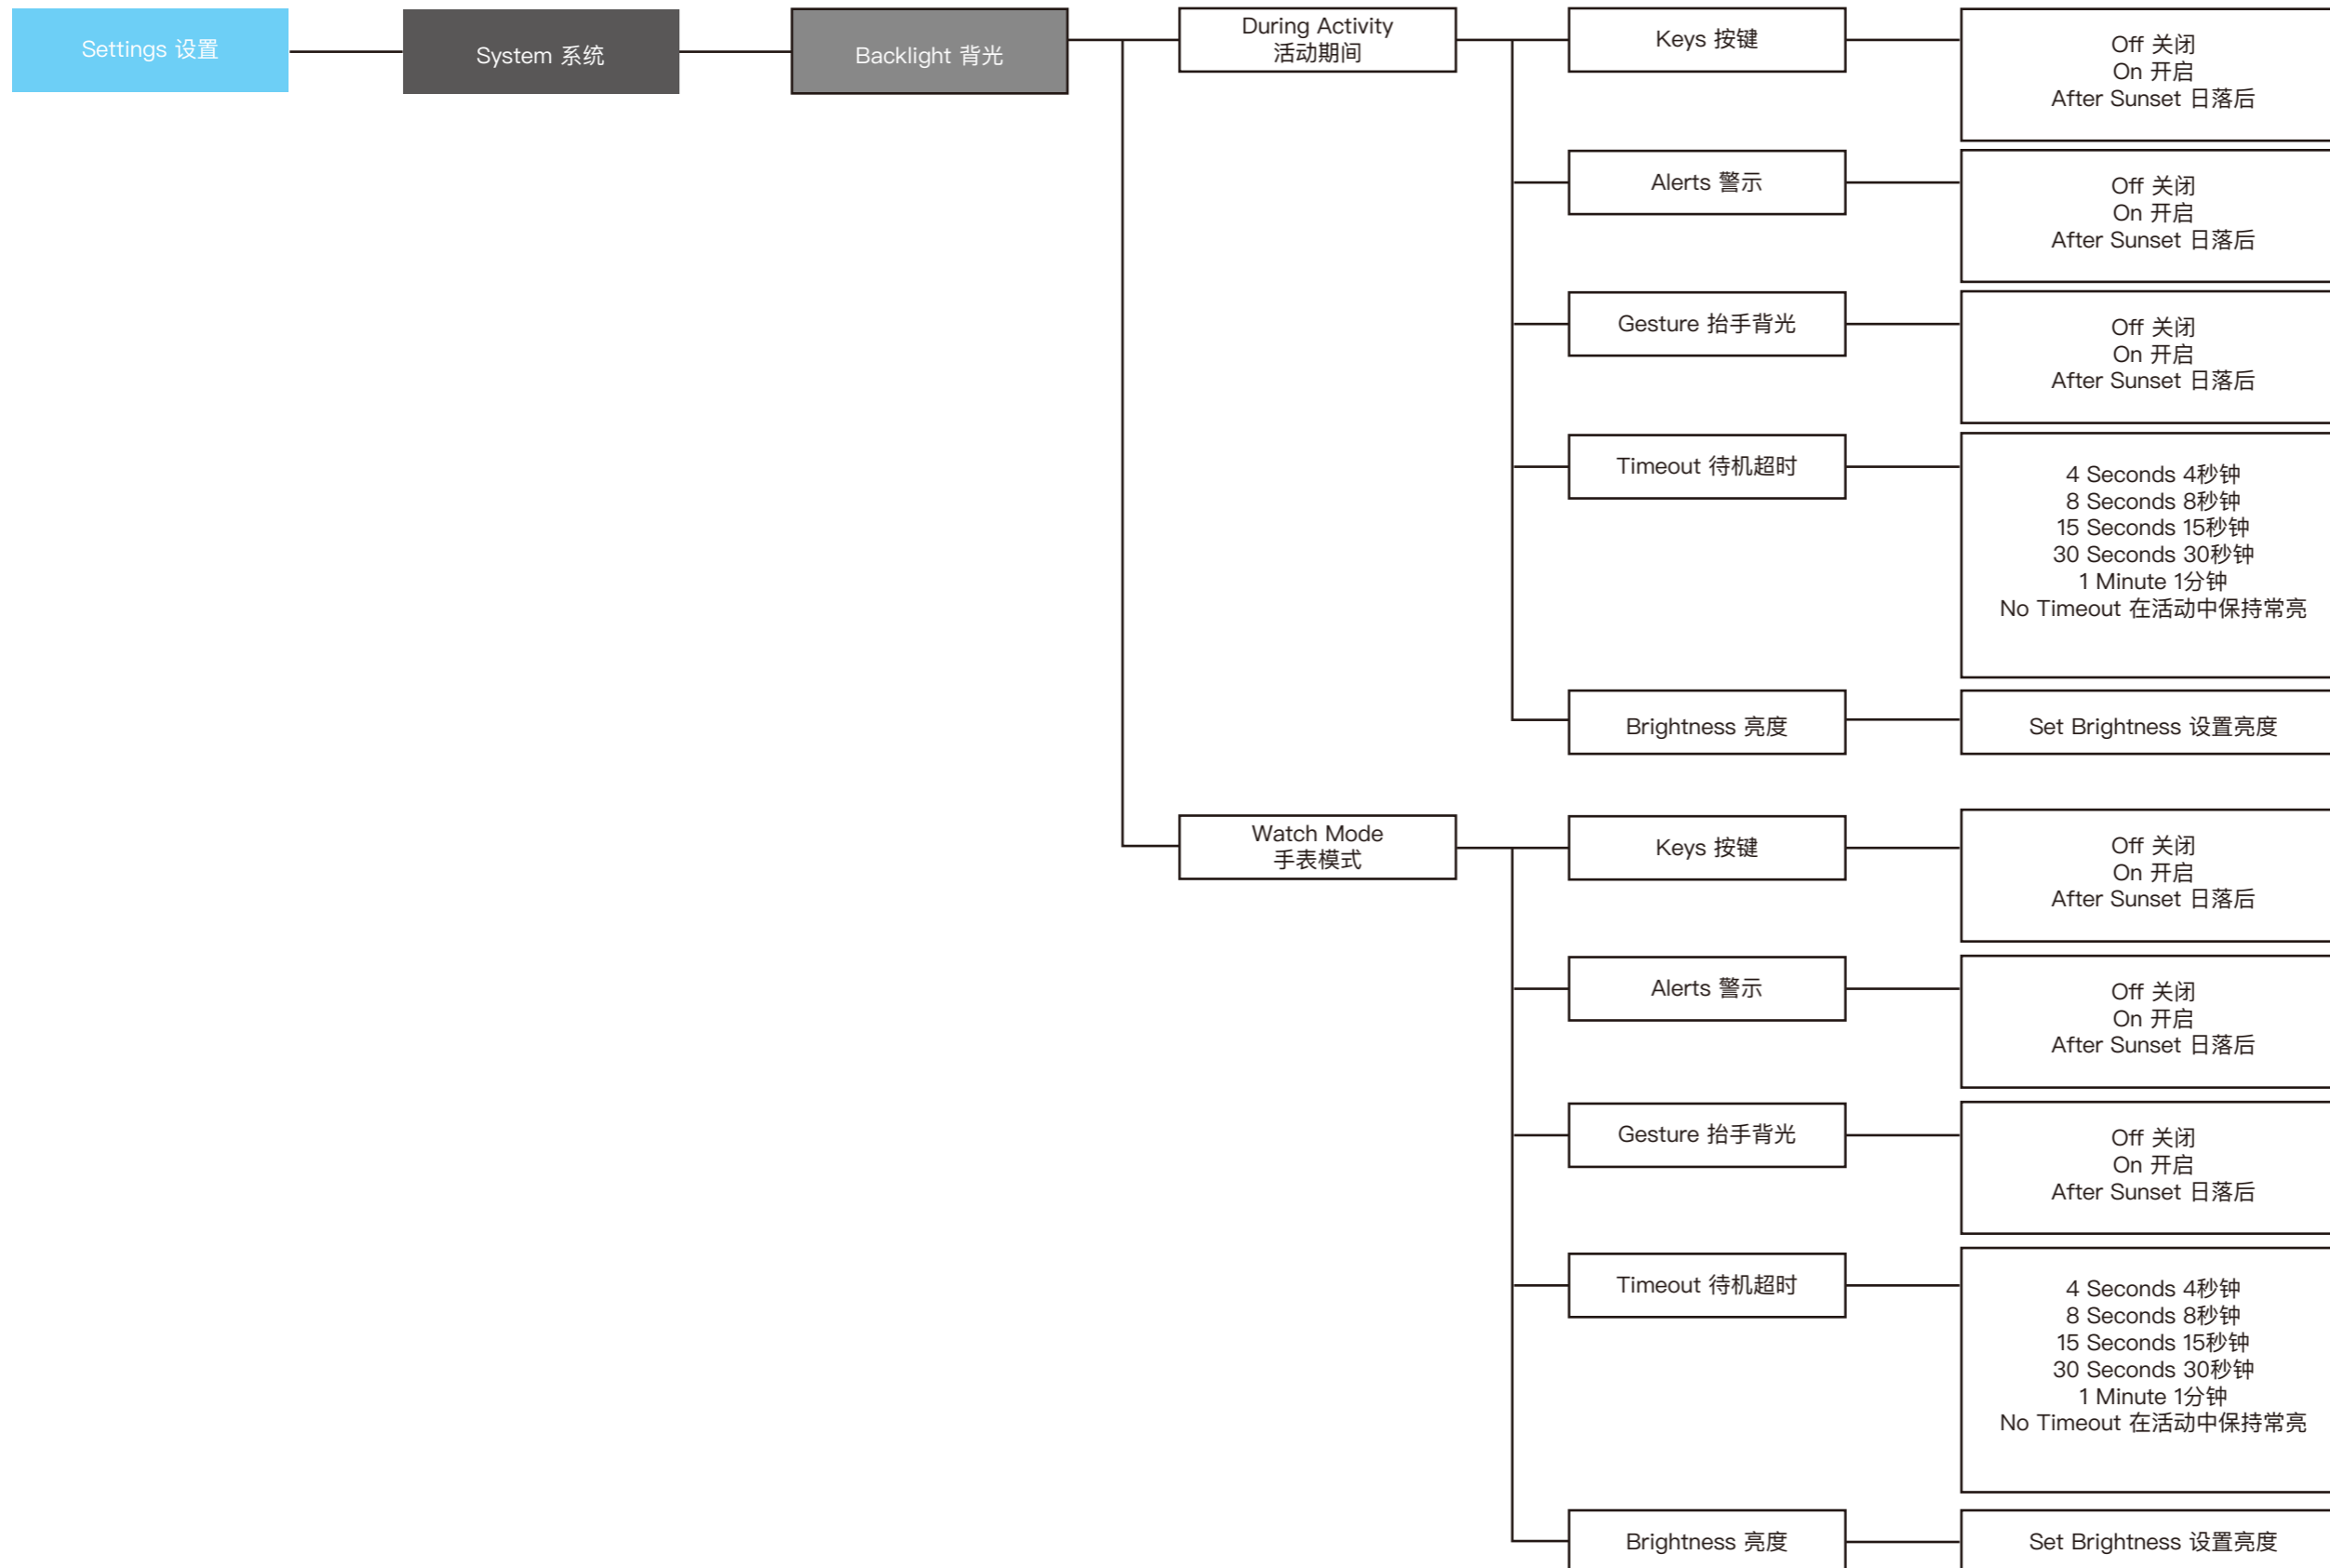 Settings 设置
System 系统
Backlight 背光
During Activity
活动期间
Keys 按键
Off 关闭
On 开启
After Sunset 日落后
Alerts 警示
Off 关闭
On 开启
After Sunset 日落后
Gesture 抬手背光
Off 关闭
On 开启
After Sunset 日落后
Timeout 待机超时
4 Seconds 4秒钟
8 Seconds 8秒钟
15 Seconds 15秒钟
30 Seconds 30秒钟
1 Minute 1分钟
No Timeout 在活动中保持常亮
Brightness 亮度
Set Brightness 设置亮度
Watch Mode
手表模式
Keys 按键
Off 关闭
On 开启
After Sunset 日落后
Alerts 警示
Off 关闭
On 开启
After Sunset 日落后
Gesture 抬手背光
Off 关闭
On 开启
After Sunset 日落后
Timeout 待机超时
4 Seconds 4秒钟
8 Seconds 8秒钟
15 Seconds 15秒钟
30 Seconds 30秒钟
1 Minute 1分钟
No Timeout 在活动中保持常亮
Brightness 亮度
Set Brightness 设置亮度